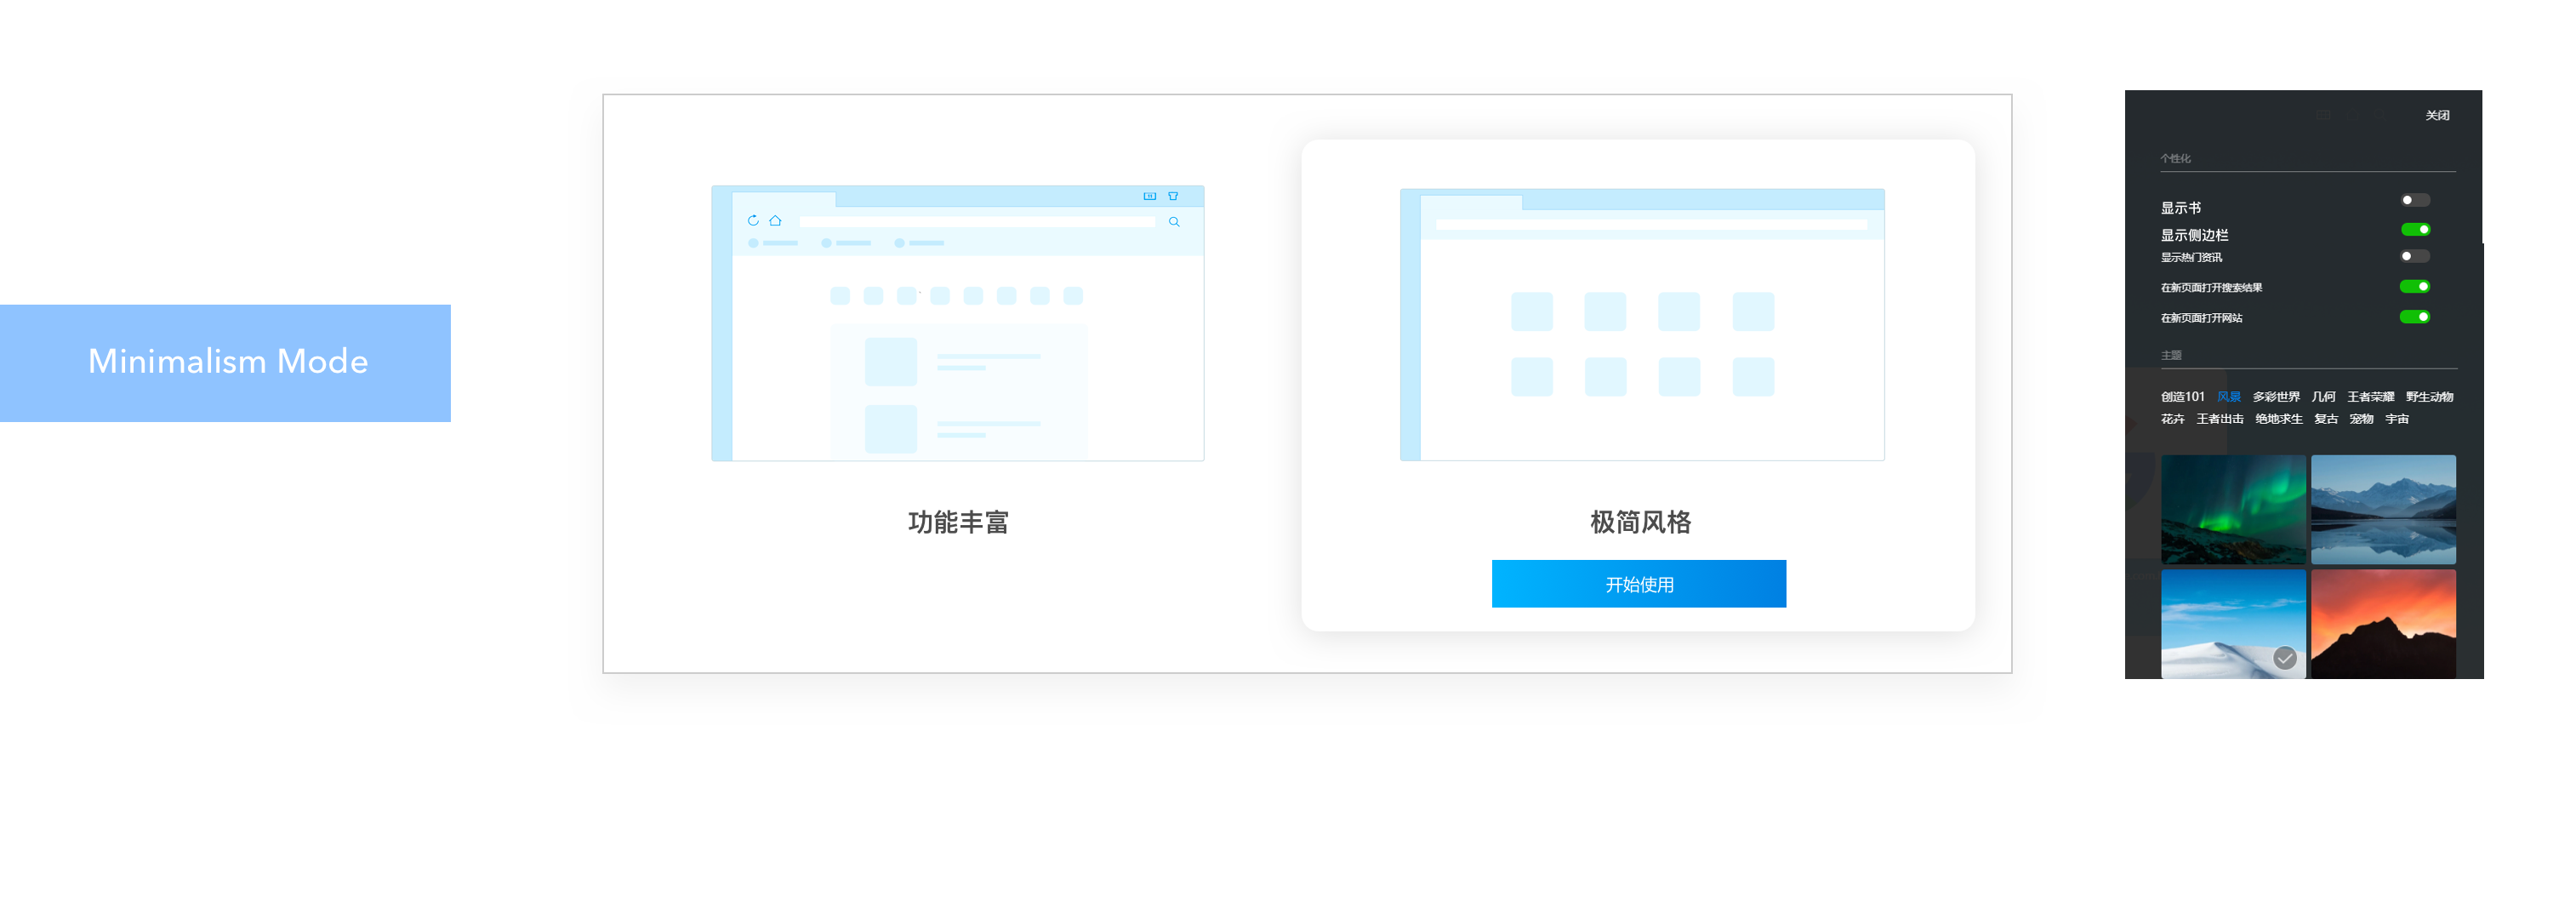 Minimalism Mode
功能丰富
极简风格
开始使用
关闭
个性化
显示书
显示侧边栏
显示热门资讯
在新页面打开搜索结果
在新页面打开网站
主题
创造101 风景 多彩世界 几何 王者荣耀 野生动物
花卉 王者出击 绝地求生 复古 宠物 宇宙